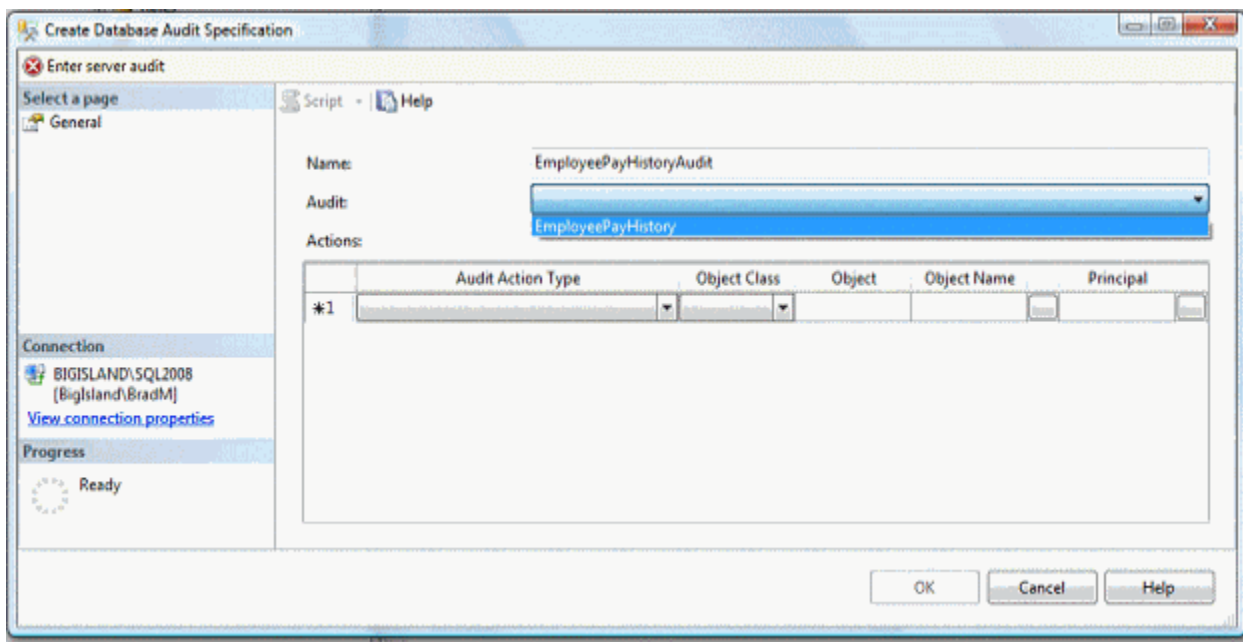 Create Database Audit Specification
Enter server audit
Select a page
General
Script
Help
Name:
EmployeePayHistoryAudit
Audit:
EmployeePayHistory
Actions:
Audit Action Type Object Class Object Object Name Principal
*1
Connection
BIGISLAND\SQL2008
[BigIsland\BradM]
View connection properties
Progress
Ready
OK Cancel Help